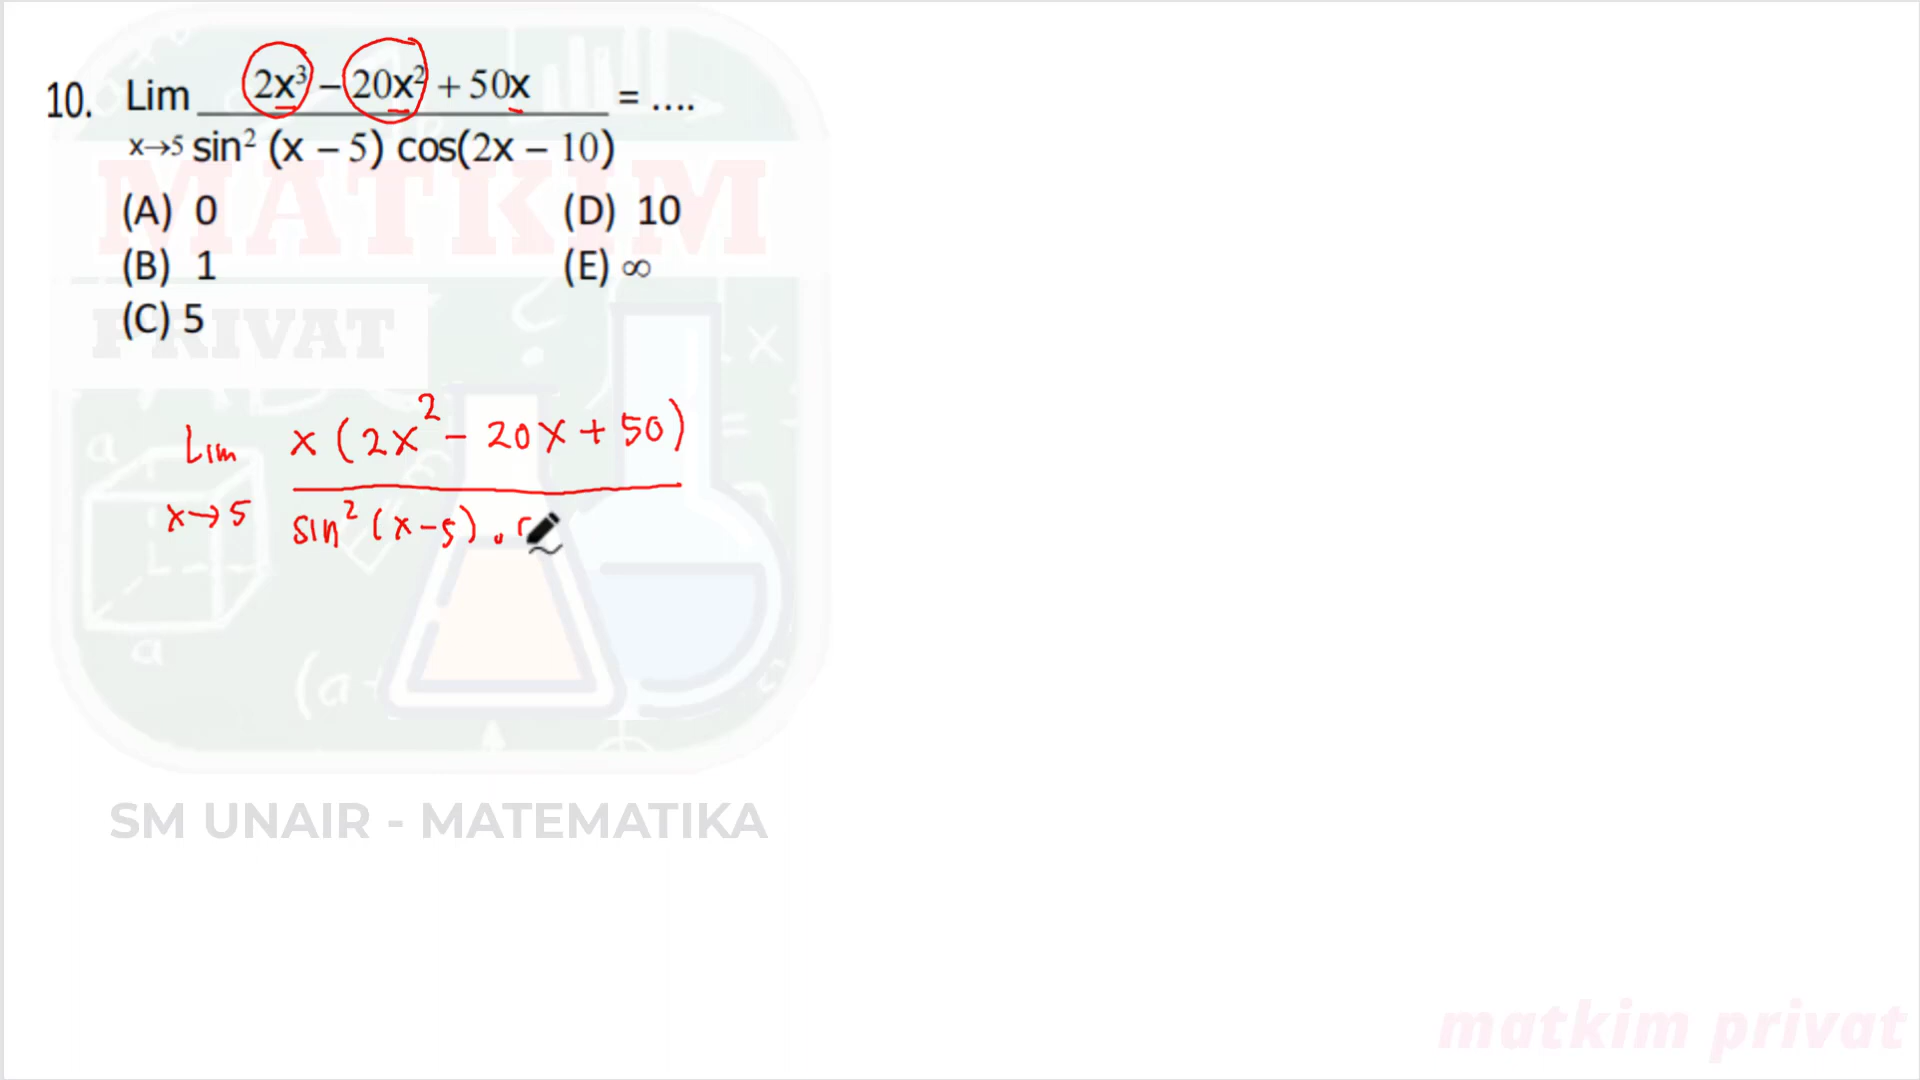 10. Lim 2x³ − 20x² + 50x = ....
x→5 sin² (x − 5) cos(2x − 10)
MATKIM
(A) 0 (D) 10
(B) 1 (E) ∞
(C) 5
PRIVAT
Lim x (2x² − 20x + 50)
x→5 sin² (x−5) .
a
a
(a
SM UNAIR - MATEMATIKA
matkim privat